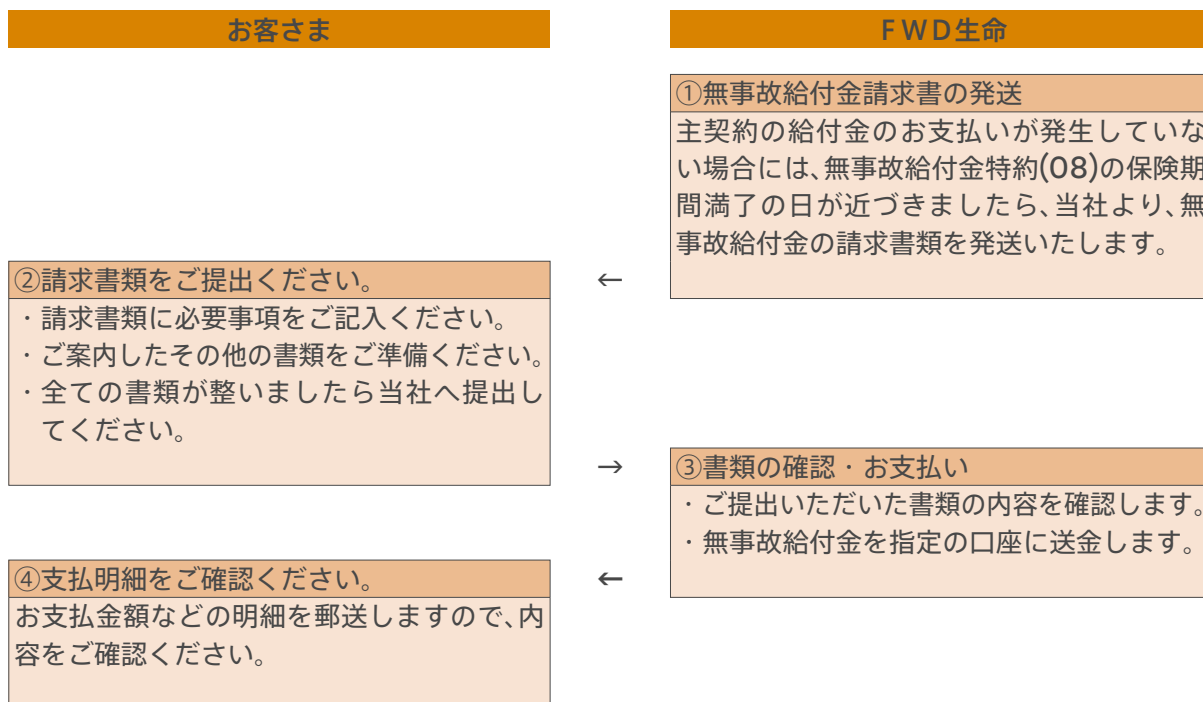 お客さま
FWD生命
①無事故給付金請求書の発送
主契約の給付金のお支払いが発生していな
い場合には、無事故給付金特約(08)の保険期
間満了の日が近づきましたら、当社より、無
事故給付金の請求書類を発送いたします。
←
②請求書類をご提出ください。
・請求書類に必要事項をご記入ください。
・ご案内したその他の書類をご準備ください。
・全ての書類が整いましたら当社へ提出し
てください。
→
③書類の確認・お支払い
・ご提出いただいた書類の内容を確認します。
・無事故給付金を指定の口座に送金します。
←
④支払明細をご確認ください。
お支払金額などの明細を郵送しますので、内
容をご確認ください。